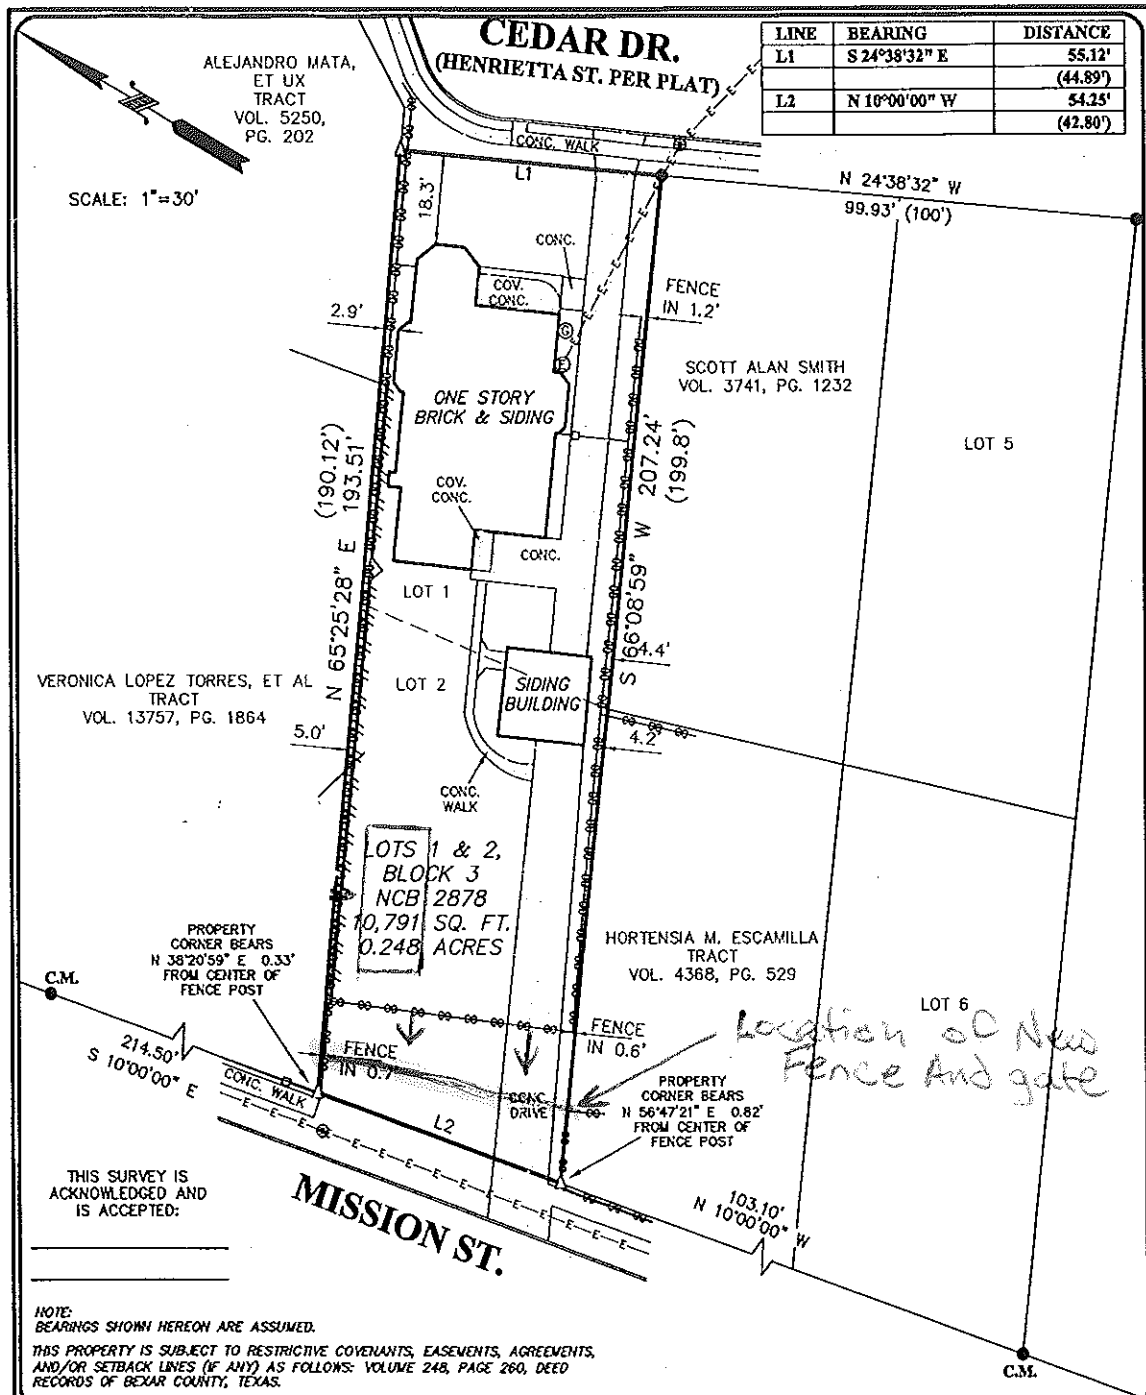 CEDAR DR.
(HENRIETTA ST. PER PLAT)
LINE BEARING DISTANCE
L1 S 24°38'32" E 55.12'
(44.89')
L2 N 10°00'00" W 54.25'
(42.80')
ALEJANDRO MATA,
ET UX
TRACT
VOL. 5250,
PG. 202
SCALE: 1"=30'
CONC. WALK
L1
N 24°38'32" W
99.93' (100')
18.3'
CONC.
COV.
CONC.
FENCE
IN 1.2'
2.9'
G
E
SCOTT ALAN SMITH
VOL. 3741, PG. 1232
ONE STORY
BRICK & SIDING
LOT 5
(190.12')
N 65°25'28" E 193.51'
S 66°08'59" W 207.24'
(199.8')
COV.
CONC.
CONC.
LOT 1
4.4'
VERONICA LOPEZ TORRES, ET AL
TRACT
VOL. 13757, PG. 1864
LOT 2
SIDING
BUILDING
5.0'
4.2'
CONC.
WALK
LOTS 1 & 2,
BLOCK 3
NCB 2878
10,791 SQ. FT.
0.248 ACRES
PROPERTY
CORNER BEARS
N 38°20'59" E 0.33'
FROM CENTER OF
FENCE POST
HORTENSIA M. ESCAMILLA
TRACT
VOL. 4368, PG. 529
C.M.
LOT 6
Location of New
Fence And gate
214.50'
S 10°00'00" E
FENCE
IN 0.7'
FENCE
IN 0.6'
CONC. WALK
CONC.
DRIVE
PROPERTY
CORNER BEARS
N 56°47'21" E 0.82'
FROM CENTER OF
FENCE POST
L2
E E E E E E E E
103.10'
N 10°00'00" W
THIS SURVEY IS
ACKNOWLEDGED AND
IS ACCEPTED:
MISSION ST.
C.M.
NOTE:
BEARINGS SHOWN HEREON ARE ASSUMED.
THIS PROPERTY IS SUBJECT TO RESTRICTIVE COVENANTS, EASEMENTS, AGREEMENTS,
AND/OR SETBACK LINES (IF ANY) AS FOLLOWS: VOLUME 248, PAGE 260, DEED
RECORDS OF BEXAR COUNTY, TEXAS.